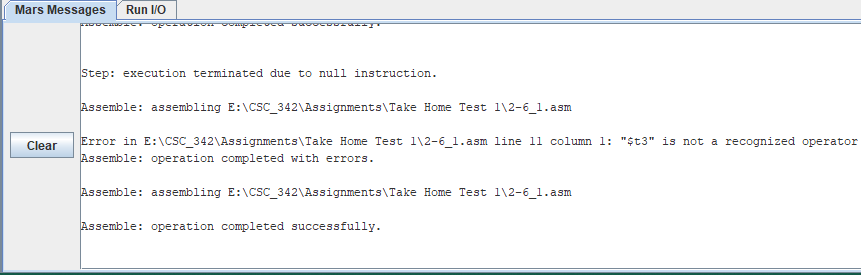 Mars Messages Run I/O
Assemble: operation completed successfully.
Step: execution terminated due to null instruction.
Assemble: assembling E:\CSC_342\Assignments\Take Home Test 1\2-6_1.asm
Error in E:\CSC_342\Assignments\Take Home Test 1\2-6_1.asm line 11 column 1: "$t3" is not a recognized operator
Clear
Assemble: operation completed with errors.
Assemble: assembling E:\CSC_342\Assignments\Take Home Test 1\2-6_1.asm
Assemble: operation completed successfully.